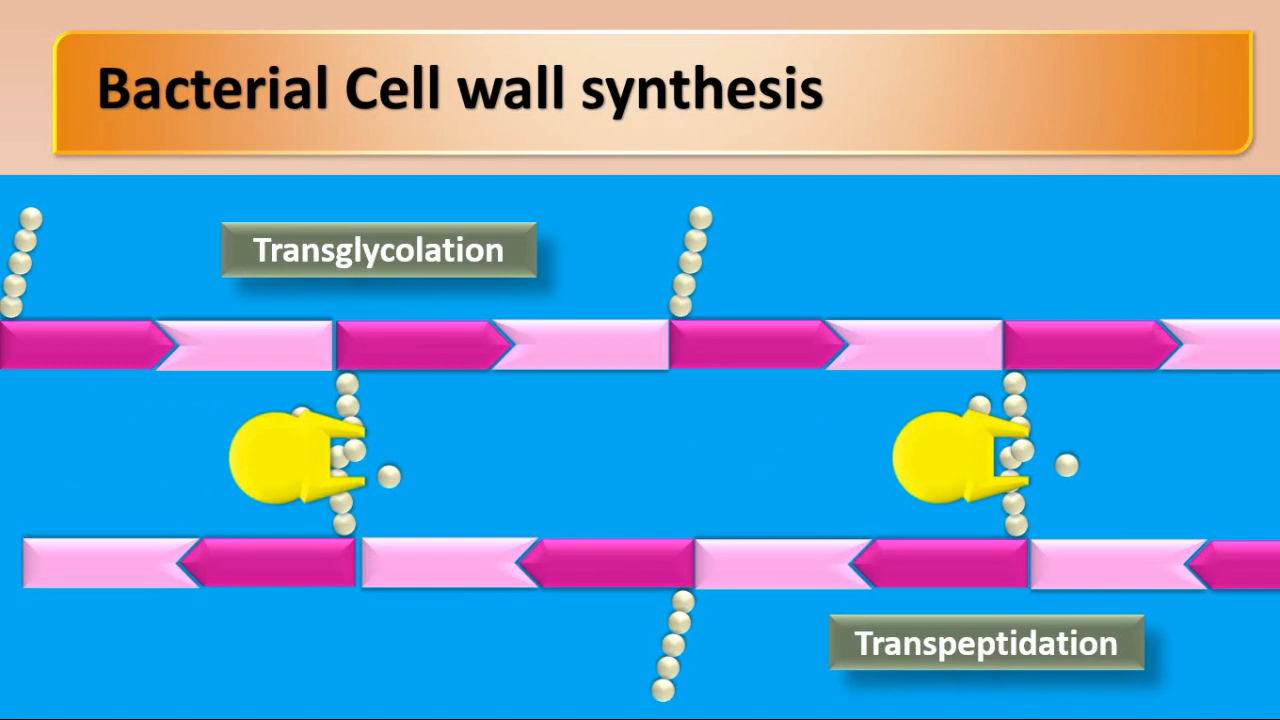 Bacterial Cell wall synthesis
Transglycolation
Transpeptidation